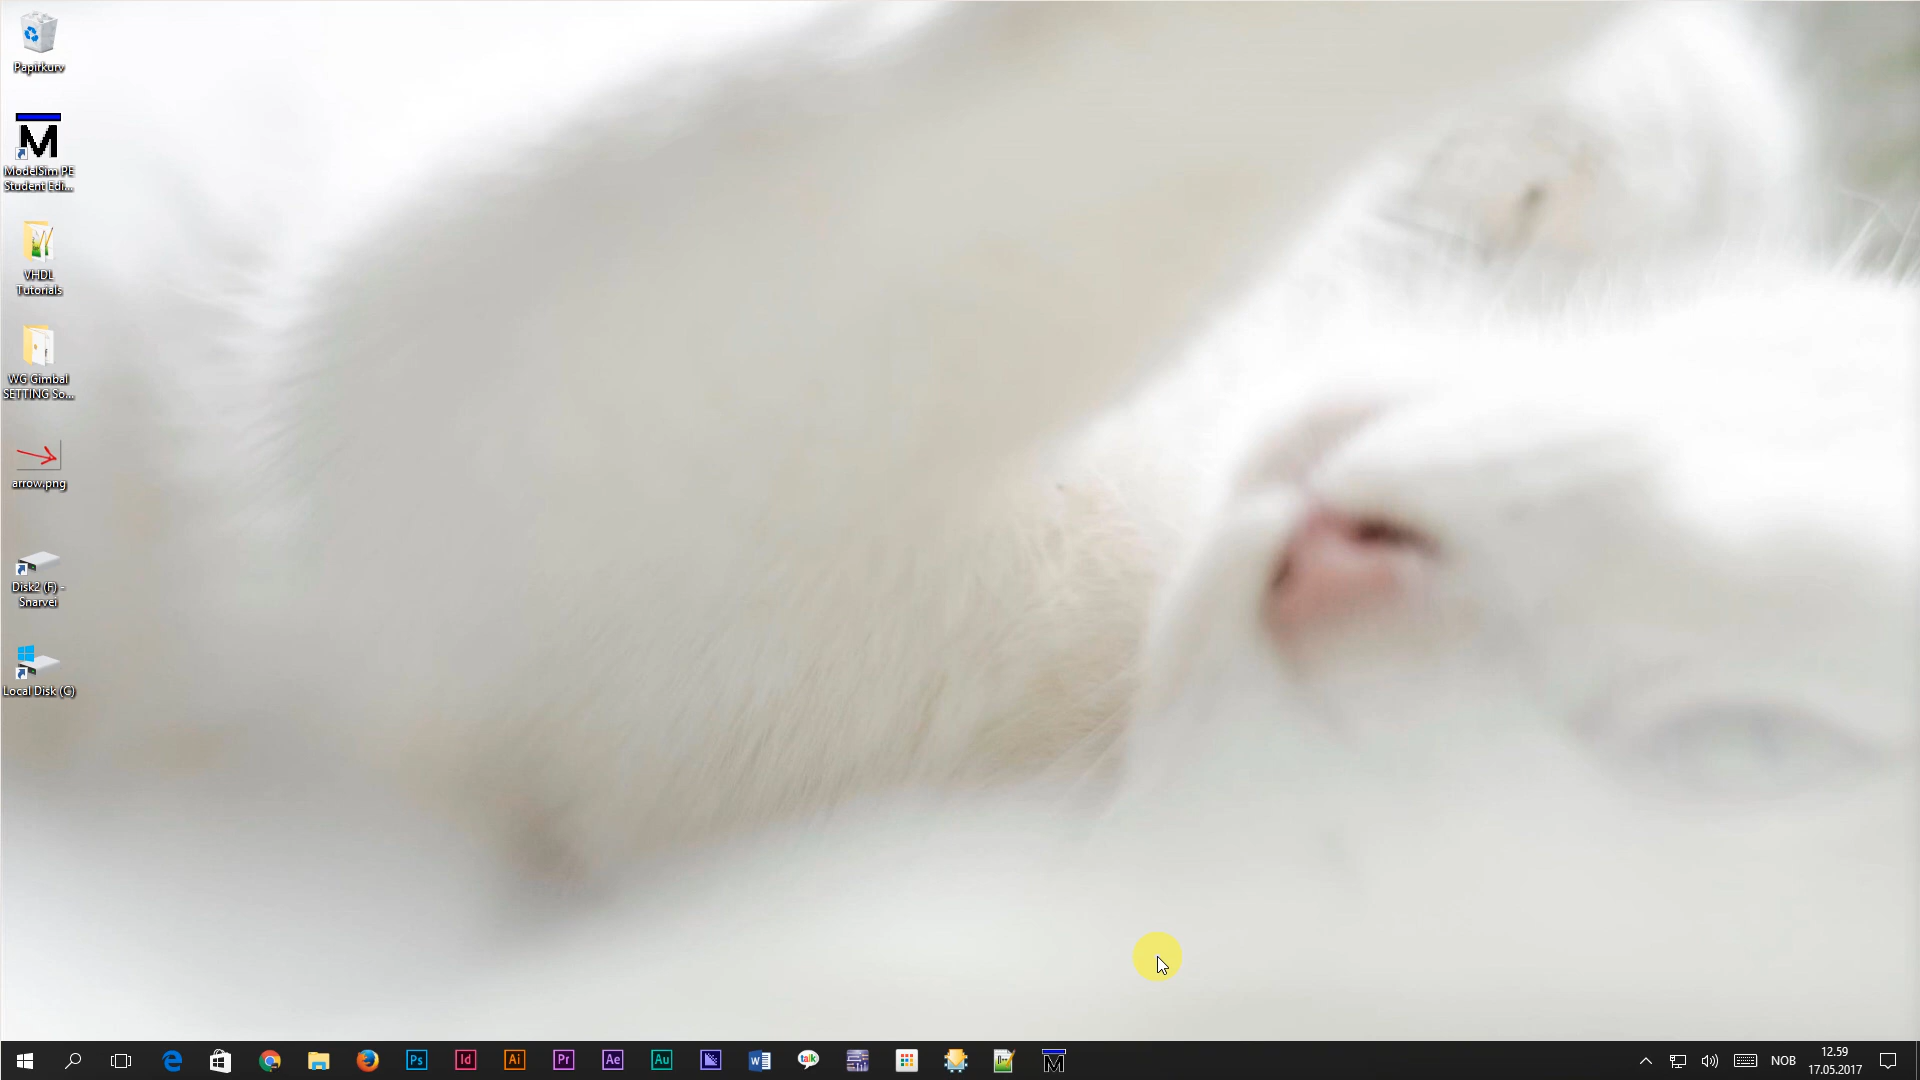 Papirkurv
ModelSim PE
Student Edi...
VHDL
Tutorials
WG Gimbal
SETTING So...
arrow.png
Disk2 (F) -
Snarvei
Local Disk (C)
Ps
Id
Ai
Pr
Ae
Au
W
talk
M
NOB
12.59
17.05.2017